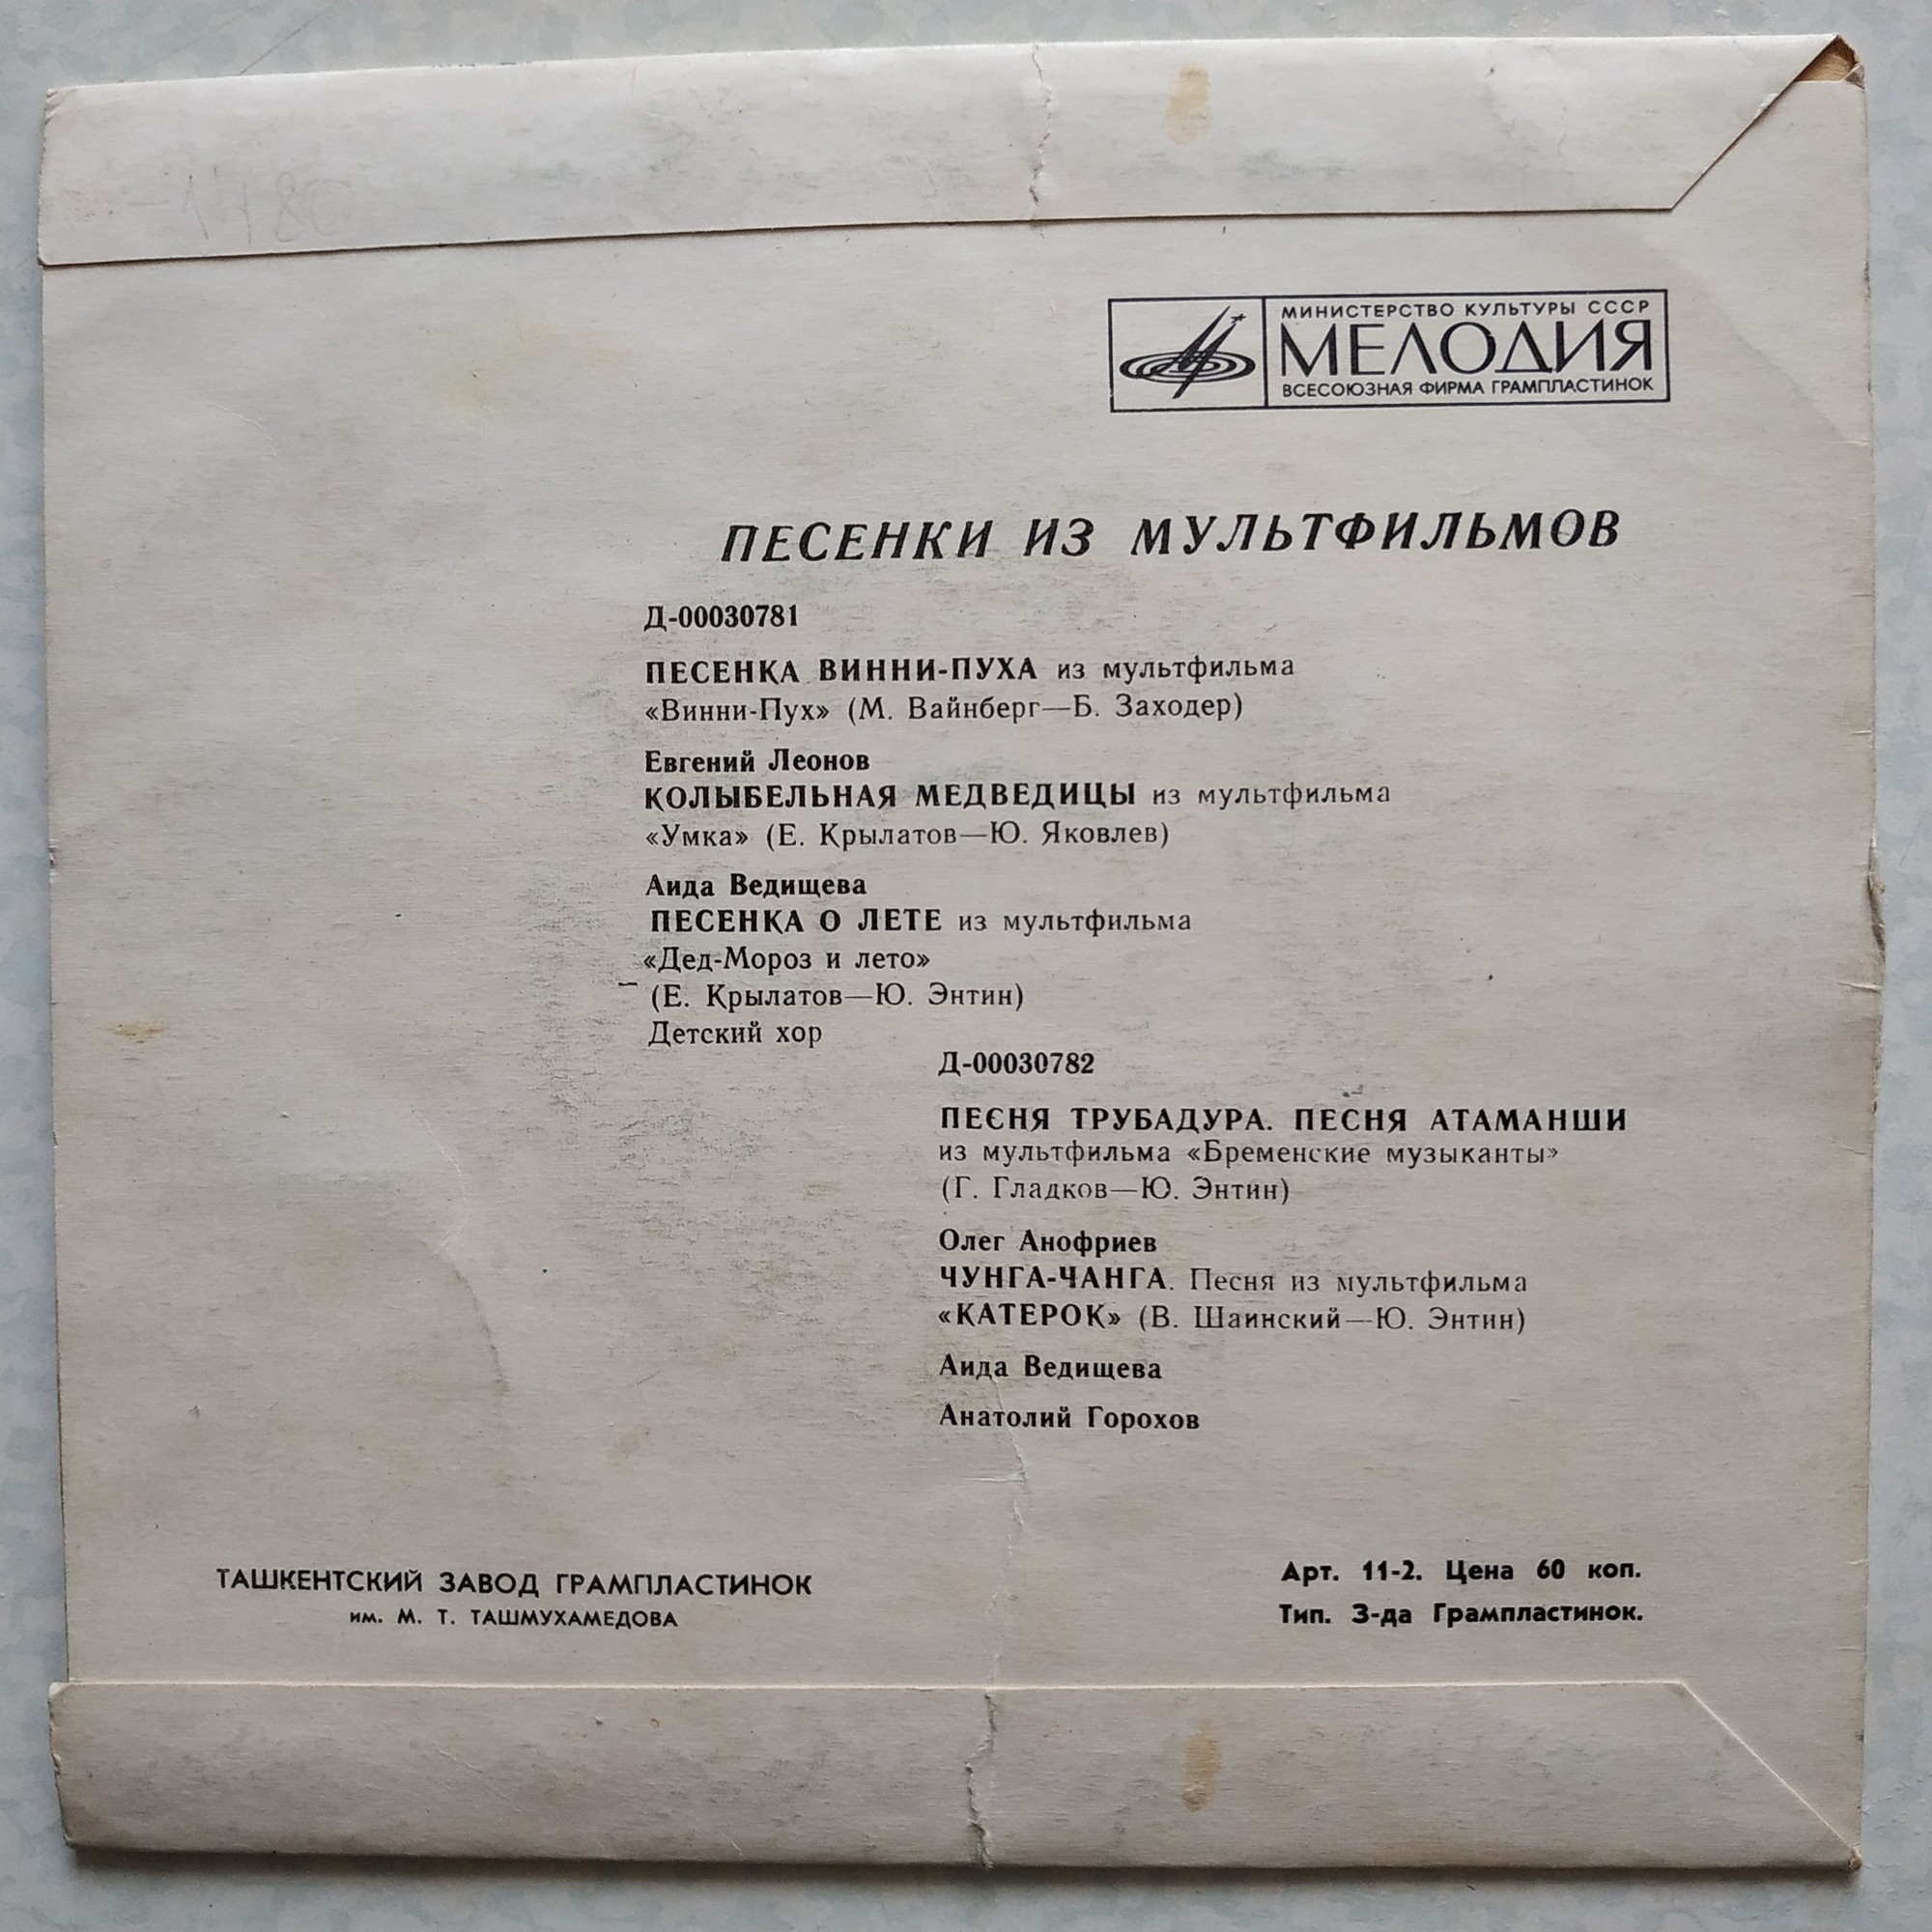 МИНИСТЕРСТВО КУЛЬТУРЫ СССР
МЕЛОДИЯ
ВСЕСОЮЗНАЯ ФИРМА ГРАМПЛАСТИНОК
ПЕСЕНКИ ИЗ МУЛЬТФИЛЬМОВ
Д-00030781
ПЕСЕНКА ВИННИ-ПУХА из мультфильма
«Винни-Пух» (М. Вайнберг—Б. Заходер)
Евгений Леонов
КОЛЫБЕЛЬНАЯ МЕДВЕДИЦЫ из мультфильма
«Умка» (Е. Крылатов—Ю. Яковлев)
Аида Ведищева
ПЕСЕНКА О ЛЕТЕ из мультфильма
«Дед-Мороз и лето»
(Е. Крылатов—Ю. Энтин)
Детский хор
Д-00030782
ПЕСНЯ ТРУБАДУРА. ПЕСНЯ АТАМАНШИ
из мультфильма «Бременские музыканты»
(Г. Гладков—Ю. Энтин)
Олег Анофриев
ЧУНГА-ЧАНГА. Песня из мультфильма
«КАТЕРОК» (В. Шаинский—Ю. Энтин)
Аида Ведищева
Анатолий Горохов
ТАШКЕНТСКИЙ ЗАВОД ГРАМПЛАСТИНОК
им. М. Т. ТАШМУХАМЕДОВА
Арт. 11-2. Цена 60 коп.
Тип. З-да Грампластинок.